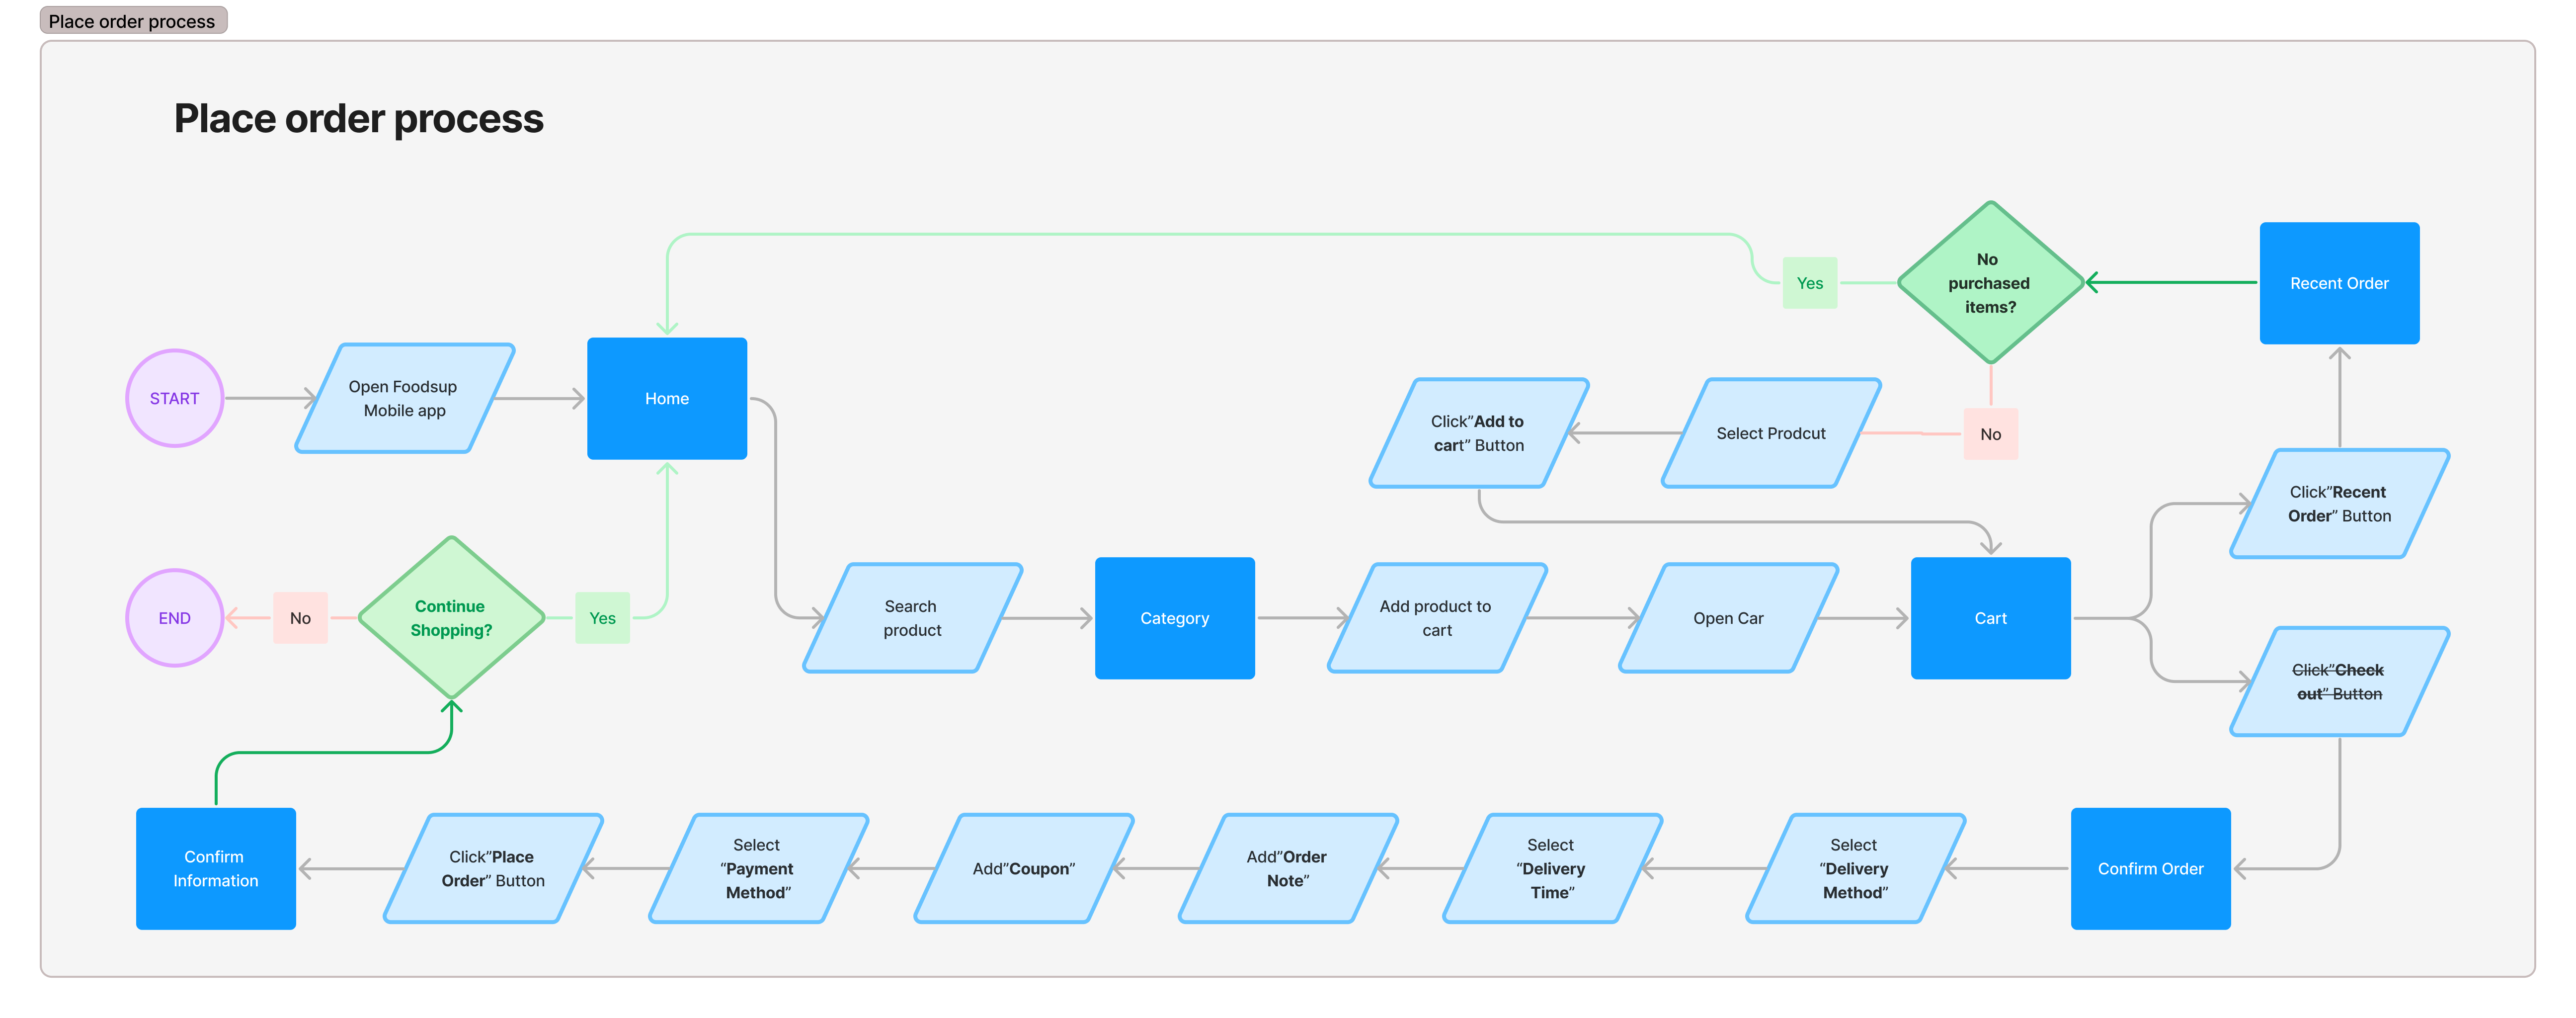 Place order process
Place order process
No
purchased
items?
Yes
Recent Order
START
Open Foodsup
Mobile app
Home
Click”Add to
cart” Button
Select Prodcut
No
Click”Recent
Order” Button
END
No
Continue
Shopping?
Yes
Search
product
Category
Add product to
cart
Open Car
Cart
Click”Check
out” Button
Confirm
Information
Click”Place
Order” Button
Select
“Payment
Method”
Add”Coupon”
Add”Order
Note”
Select
“Delivery
Time”
Select
“Delivery
Method”
Confirm Order